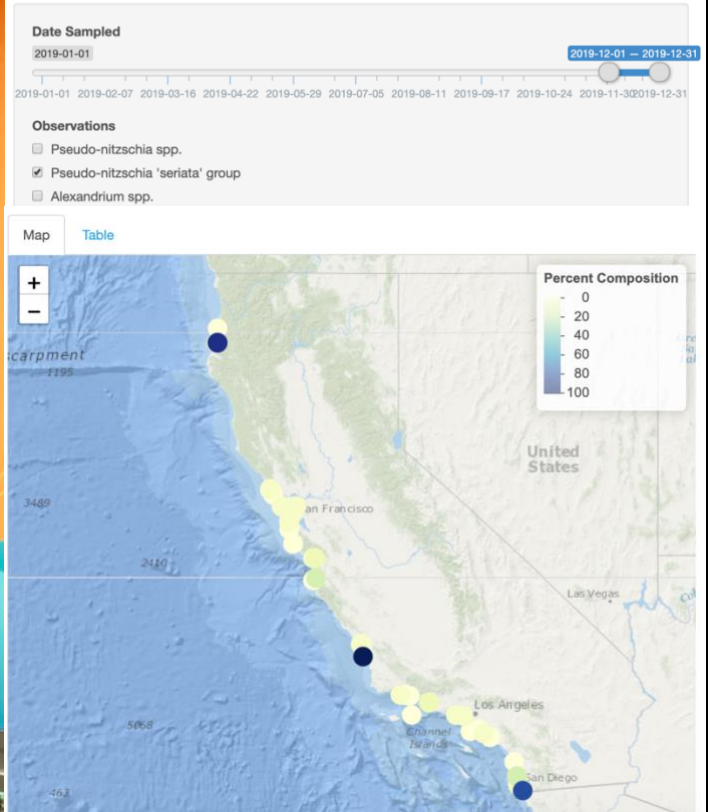 Date Sampled
2019-01-01
2019-12-01 — 2019-12-31
2019-01-01 2019-02-07 2019-03-16 2019-04-22 2019-05-29 2019-07-05 2019-08-11 2019-09-17 2019-10-24 2019-11-30 2019-12-31
Observations
Pseudo-nitzschia spp.
Pseudo-nitzschia 'seriata' group
Alexandrium spp.
Map Table
+
−
Percent Composition
0
20
40
60
80
100
scarpment
1195
United
States
3489
an Francisco
2410
Las Vegas
Los Angeles
Channel
Islands
5068
San Diego
463